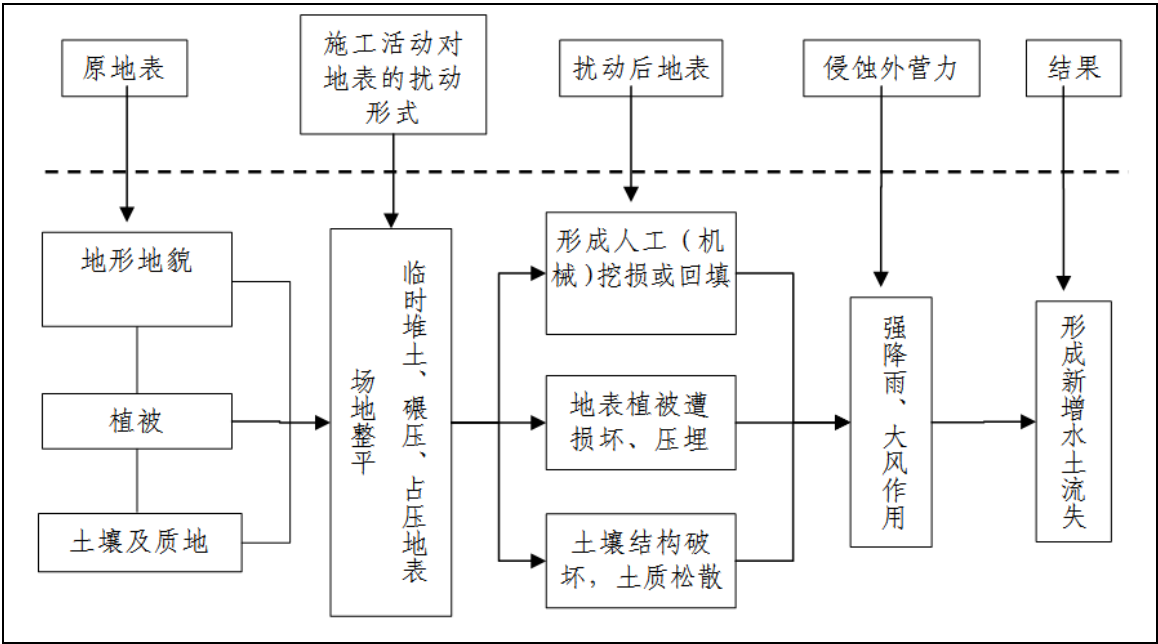 原地表
施工活动对
地表的扰动
形式
扰动后地表
侵蚀外营力
结果
地形地貌
植被
土壤及质地
临时堆土、碾压、占压地表
场地整平
形成人工（机
械)挖损或回填
地表植被遭
损坏、压埋
土壤结构破
坏，土质松散
强降雨、大风作用
形成新增水土流失